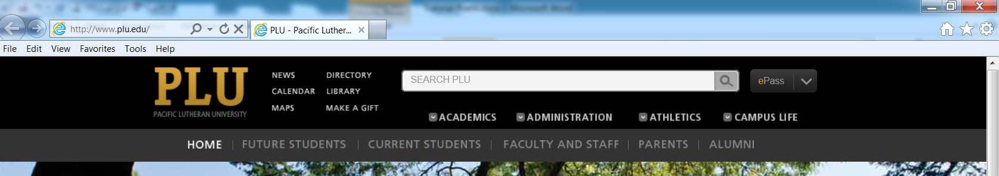 http://www.plu.edu/
PLU - Pacific Luther...
File Edit View Favorites Tools Help
PLU
PACIFIC LUTHERAN UNIVERSITY
NEWS DIRECTORY
CALENDAR LIBRARY
MAPS MAKE A GIFT
SEARCH PLU
ePass
ACADEMICS ADMINISTRATION ATHLETICS CAMPUS LIFE
HOME | FUTURE STUDENTS | CURRENT STUDENTS | FACULTY AND STAFF | PARENTS | ALUMNI